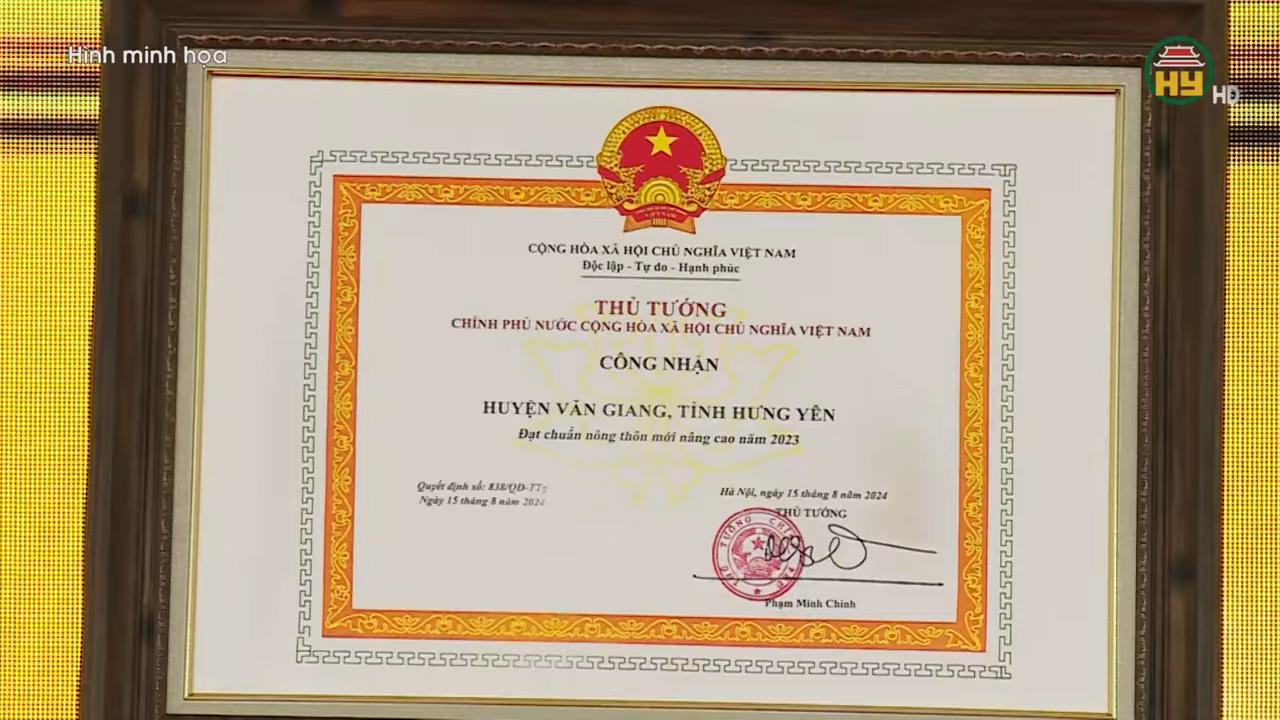 Hình minh họa
HY HD
VIỆT NAM
CỘNG HÒA XÃ HỘI CHỦ NGHĨA VIỆT NAM
Độc lập - Tự do - Hạnh phúc
THỦ TƯỚNG
CHÍNH PHỦ NƯỚC CỘNG HÒA XÃ HỘI CHỦ NGHĨA VIỆT NAM
CÔNG NHẬN
HUYỆN VĂN GIANG, TỈNH HƯNG YÊN
Đạt chuẩn nông thôn mới nâng cao năm 2023
Quyết định số: 838/QĐ-TTg
Ngày 15 tháng 8 năm 2024
Hà Nội, ngày 15 tháng 8 năm 2024
THỦ TƯỚNG
Phạm Minh Chính